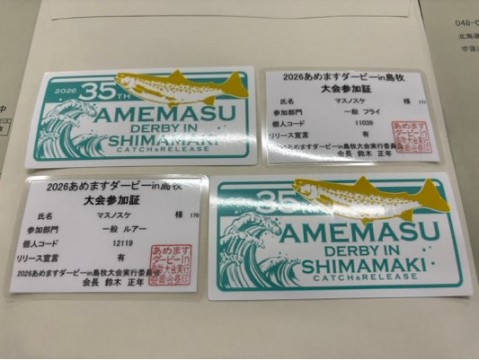 2026
35TH
AMEMASU
DERBY IN
SHIMAMAKI
CATCH & RELEASE
2026あめますダービーin島牧
大会参加証
氏名 マスノスケ 様
参加部門 一般 フライ
個人コード 11039
リリース宣言 有
2026あめますダービーin島牧大会実行委員会
会長 鈴木 正年
2026あめますダービーin島牧
大会参加証
氏名 マスノスケ 様
参加部門 一般 ルアー
個人コード 12119
リリース宣言 有
2026あめますダービーin島牧大会実行委員会
会長 鈴木 正年
35TH
AMEMASU
DERBY IN
SHIMAMAKI
CATCH & RELEASE
北海道